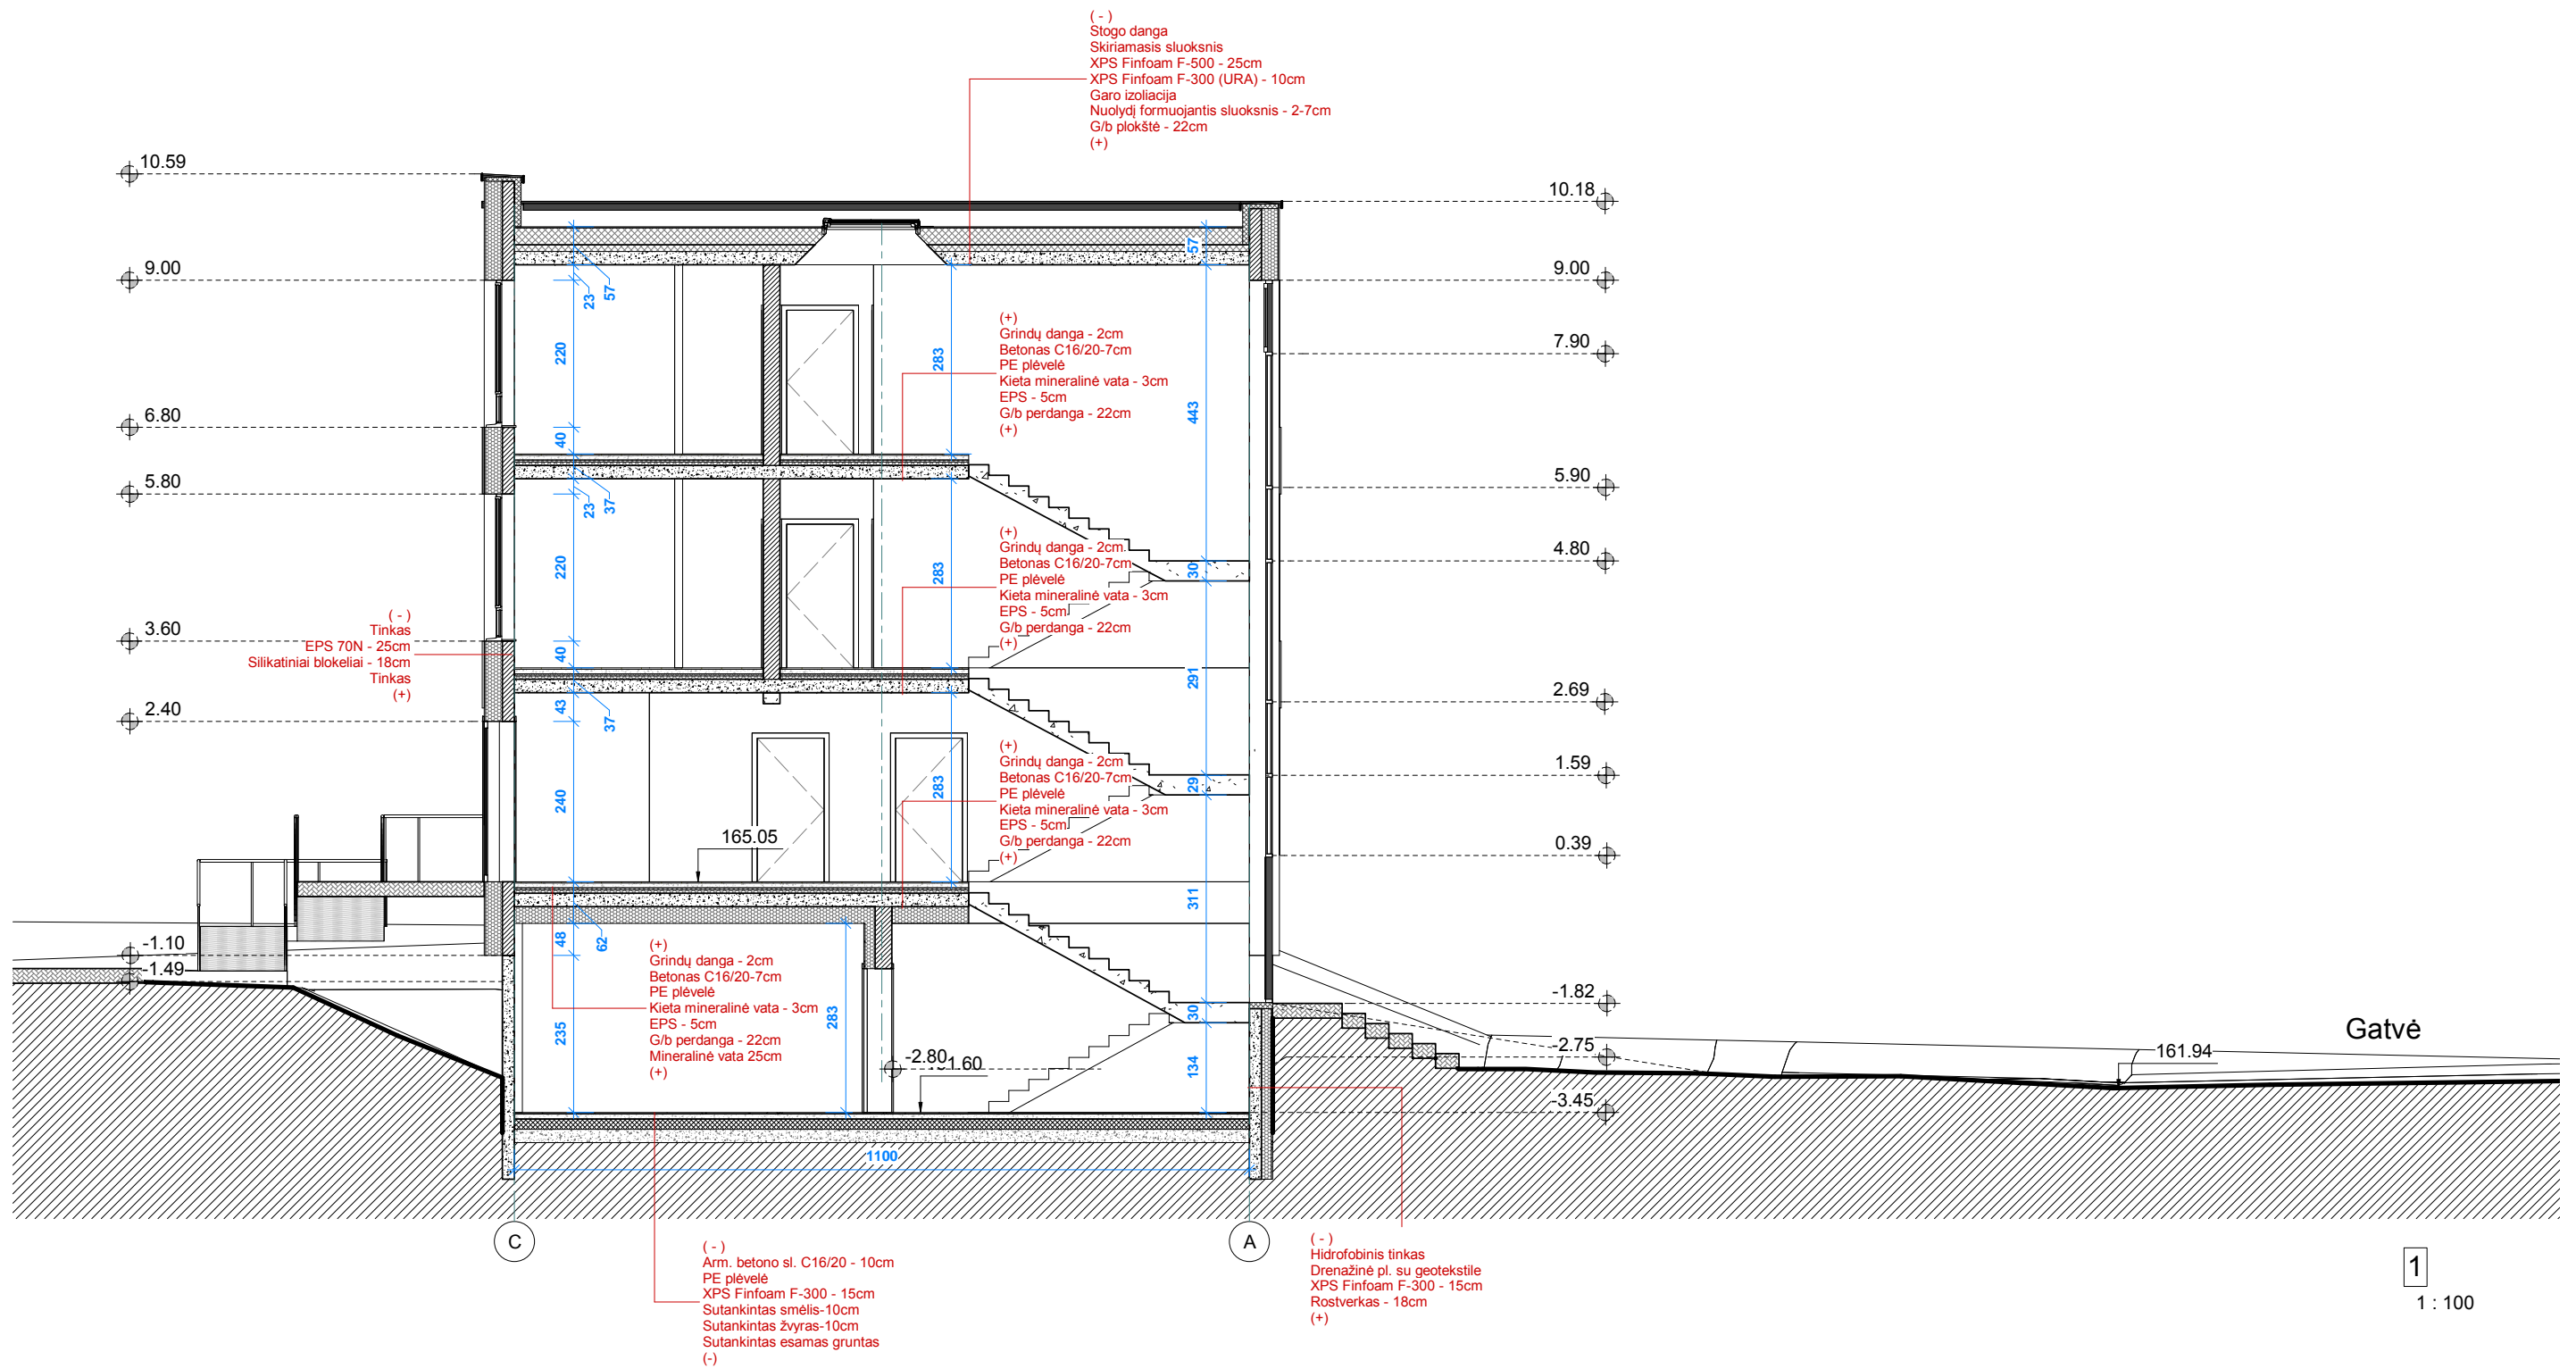 ( - )
Stogo danga
Skiriamasis sluoksnis
XPS Finfoam F-500 - 25cm
XPS Finfoam F-300 (URA) - 10cm
Garo izoliacija
Nuolydį formuojantis sluoksnis - 2-7cm
G/b plokštė - 22cm
(+)
10.59
9.00
6.80
5.80
3.60
2.40
-1.10
-1.49
10.18
9.00
7.90
5.90
4.80
2.69
1.59
0.39
-1.82
-2.75
-3.45
57
23
220
40
37
23
220
40
37
43
240
62
48
235
283
283
283
283
57
443
30
291
29
311
30
134
1100
(+)
Grindų danga - 2cm
Betonas C16/20-7cm
PE plėvelė
Kieta mineralinė vata - 3cm
EPS - 5cm
G/b perdanga - 22cm
(+)
(+)
Grindų danga - 2cm
Betonas C16/20-7cm
PE plėvelė
Kieta mineralinė vata - 3cm
EPS - 5cm
G/b perdanga - 22cm
(+)
( - )
Tinkas
EPS 70N - 25cm
Silikatiniai blokeliai - 18cm
Tinkas
(+)
(+)
Grindų danga - 2cm
Betonas C16/20-7cm
PE plėvelė
Kieta mineralinė vata - 3cm
EPS - 5cm
G/b perdanga - 22cm
(+)
165.05
(+)
Grindų danga - 2cm
Betonas C16/20-7cm
PE plėvelė
Kieta mineralinė vata - 3cm
EPS - 5cm
G/b perdanga - 22cm
Mineralinė vata 25cm
(+)
-2.80
1.60
Gatvė
161.94
C
A
( - )
Arm. betono sl. C16/20 - 10cm
PE plėvelė
XPS Finfoam F-300 - 15cm
Sutankintas smėlis-10cm
Sutankintas žvyras-10cm
Sutankintas esamas gruntas
(-)
( - )
Hidrofobinis tinkas
Drenažinė pl. su geotekstile
XPS Finfoam F-300 - 15cm
Rostverkas - 18cm
(+)
1
1 : 100